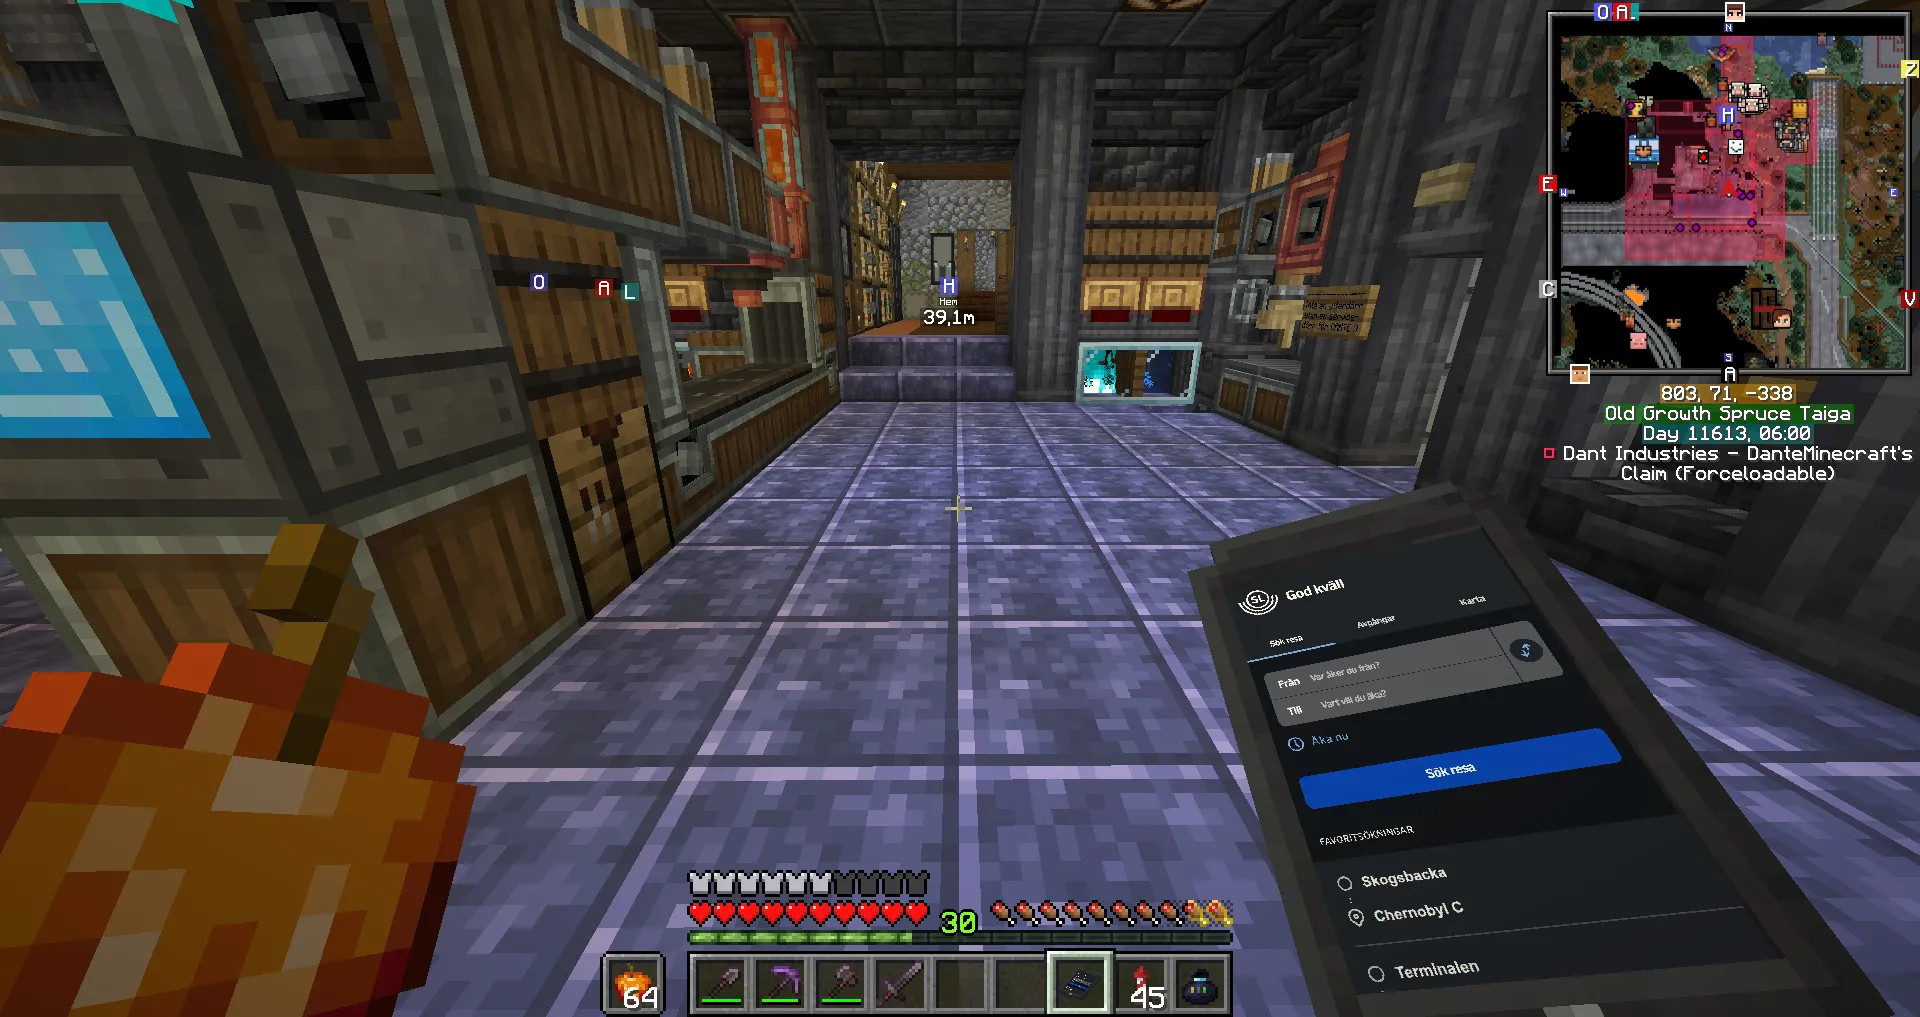 O A
N
Z
H
E
W
E
C
V
S
A
803, 71, -338
Old Growth Spruce Taiga
Day 11613, 06:00
Dant Industries - DanteMinecraft's
Claim (Forceloadable)
O
A
L
H
Hem
39,1m
SL
God kväll
Sök resa
Avgångar
Karta
Från
Var åker du från?
Till
Vart vill du åka?
Åka nu
Sök resa
FAVORITSÖKNINGAR
Skogsbacka
Chernobyl C
Terminalen
30
64
45